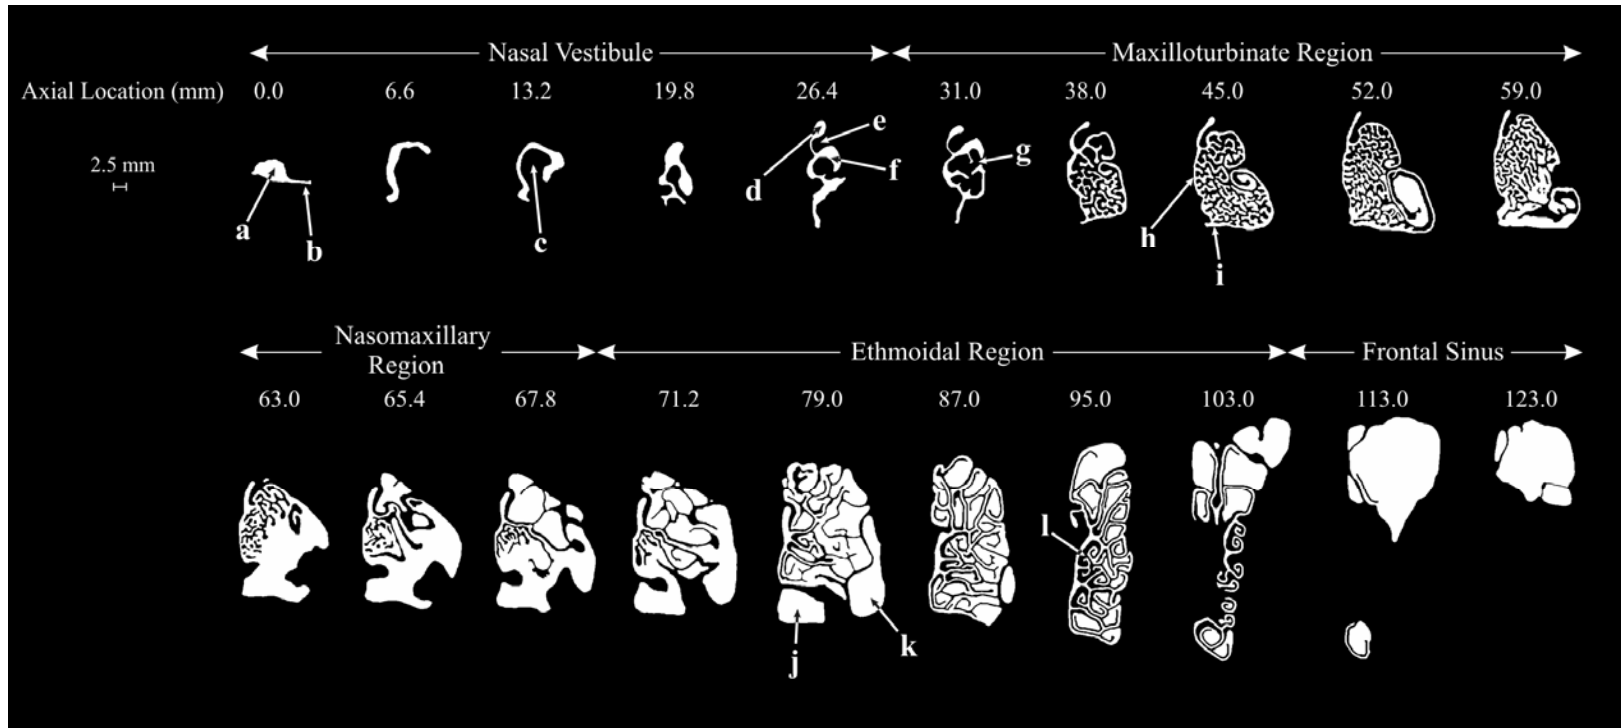 Nasal Vestibule Maxilloturbinate Region
Axial Location (mm) 0.0 6.6 13.2 19.8 26.4 31.0 38.0 45.0 52.0 59.0
2.5 mm
a b c d e f g h i
Nasomaxillary
Region
Ethmoidal Region Frontal Sinus
63.0 65.4 67.8 71.2 79.0 87.0 95.0 103.0 113.0 123.0
j k l